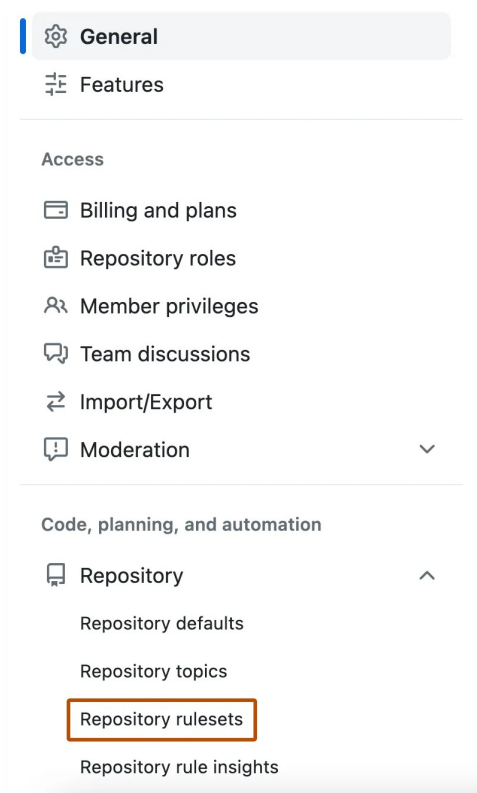 General
Features
Access
Billing and plans
Repository roles
Member privileges
Team discussions
Import/Export
Moderation
Code, planning, and automation
Repository
Repository defaults
Repository topics
Repository rulesets
Repository rule insights